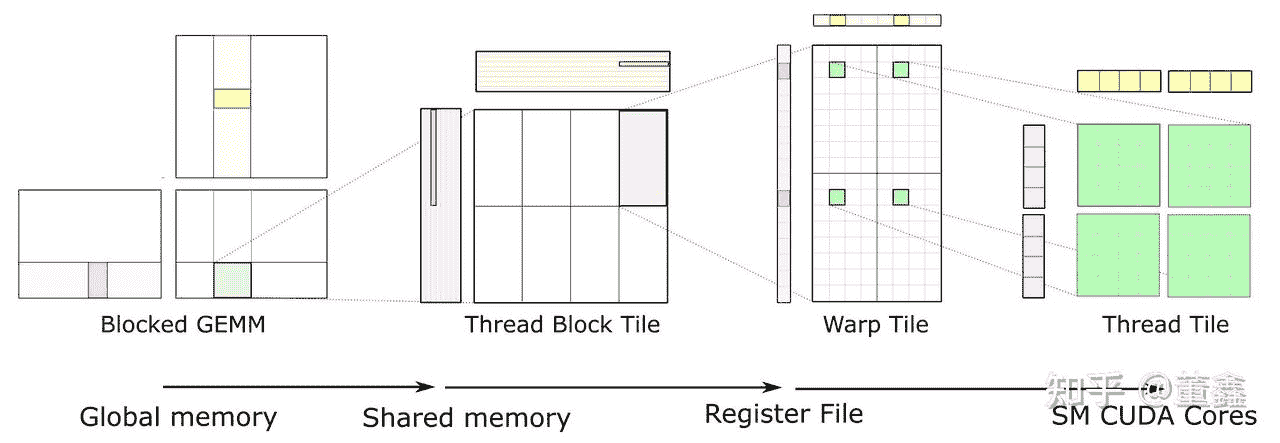 Blocked GEMM
Thread Block Tile
Warp Tile
Thread Tile
Global memory
Shared memory
Register File
SM CUDA Cores
知乎 @董鑫